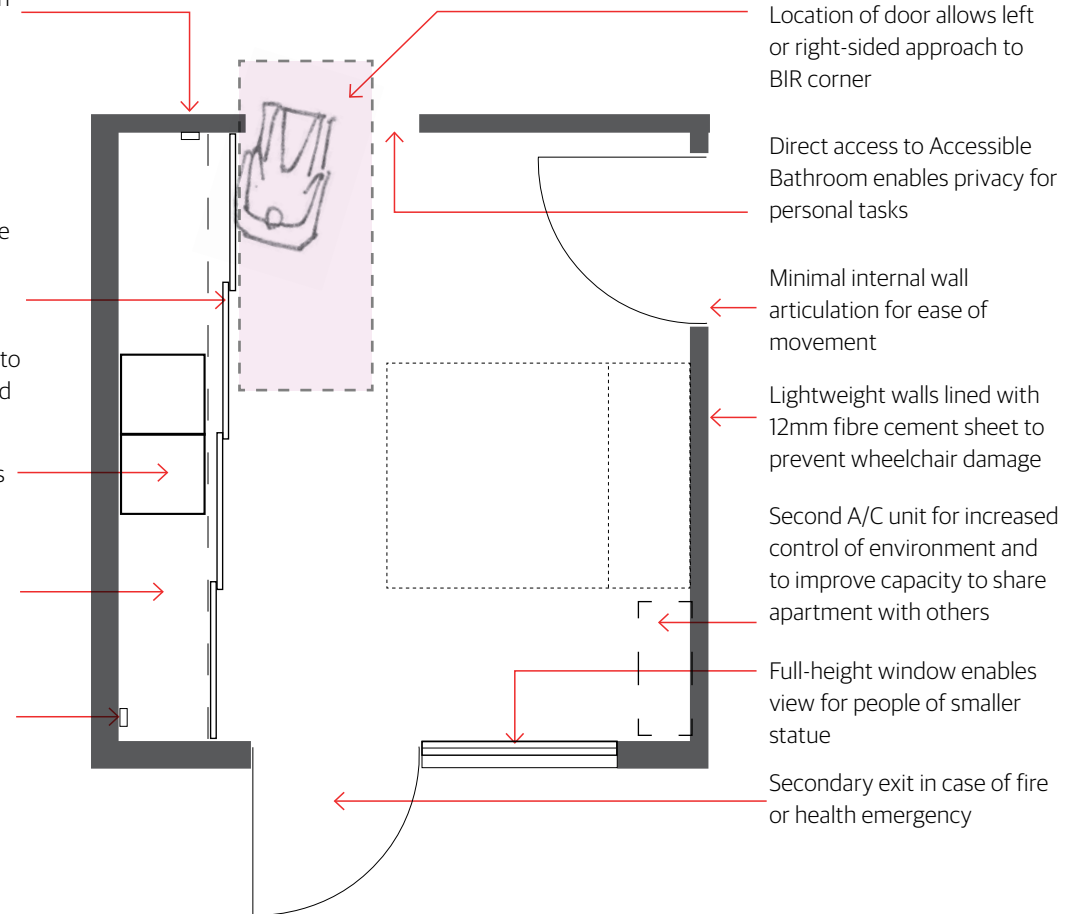 Location of door allows left
or right-sided approach to
BIR corner
Direct access to Accessible
Bathroom enables privacy for
personal tasks
Minimal internal wall
articulation for ease of
movement
Lightweight walls lined with
12mm fibre cement sheet to
prevent wheelchair damage
Second A/C unit for increased
control of environment and
to improve capacity to share
apartment with others
Full-height window enables
view for people of smaller
statue
Secondary exit in case of fire
or health emergency
to